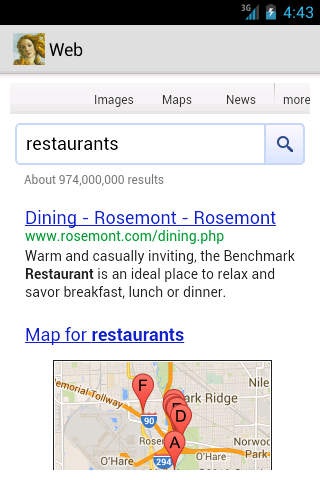 3G 4:43
Web
Images Maps News more
restaurants
About 974,000,000 results
Dining - Rosemont - Rosemont
www.rosemont.com/dining.php
Warm and casually inviting, the Benchmark
Restaurant is an ideal place to relax and
savor breakfast, lunch or dinner.
Map for restaurants
emorial Tollway
Nile
F
ark Ridge
D
90
Rosem
A
Norwoo
Park
294
O'Hare
O'Hare